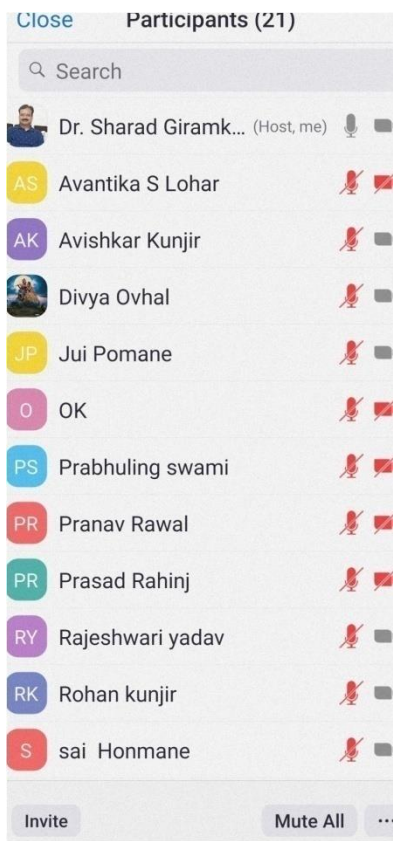 Close Participants (21)
Search
Dr. Sharad Giramk... (Host, me)
AS Avantika S Lohar
AK Avishkar Kunjir
Divya Ovhal
JP Jui Pomane
O OK
PS Prabhuling swami
PR Pranav Rawal
PR Prasad Rahinj
RY Rajeshwari yadav
RK Rohan kunjir
S sai Honmane
Invite Mute All ...